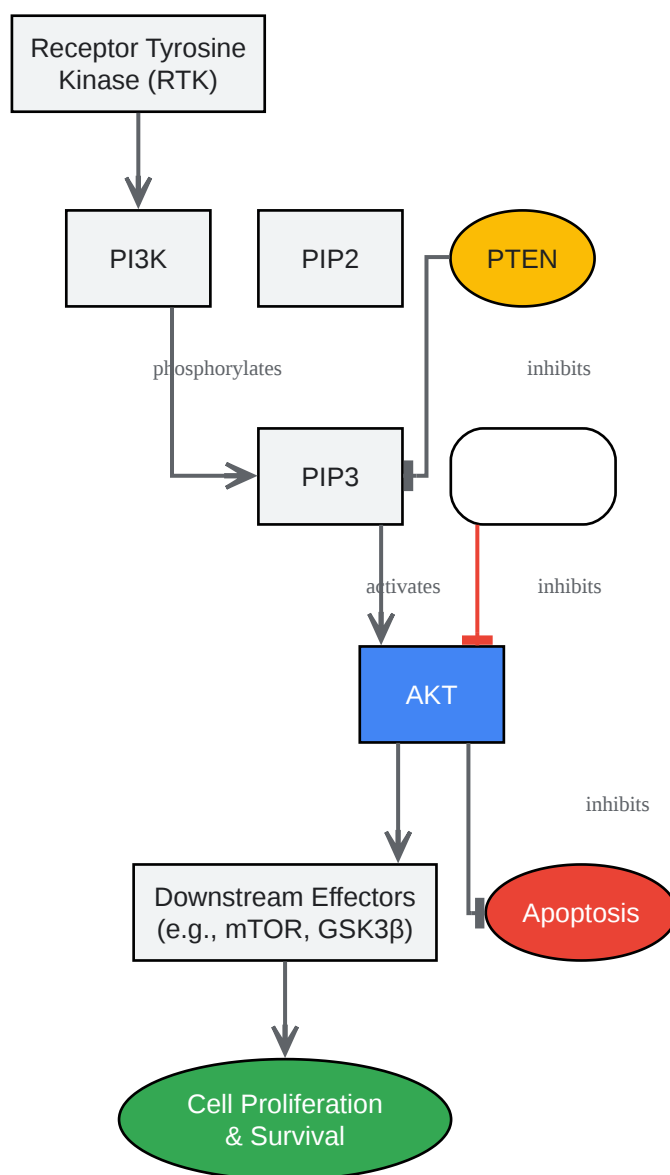 Receptor Tyrosine
Kinase (RTK)
PI3K
PIP2
PTEN
phosphorylates
inhibits
PIP3
activates
inhibits
AKT
inhibits
Downstream Effectors
(e.g., mTOR, GSK3β)
Apoptosis
Cell Proliferation
& Survival